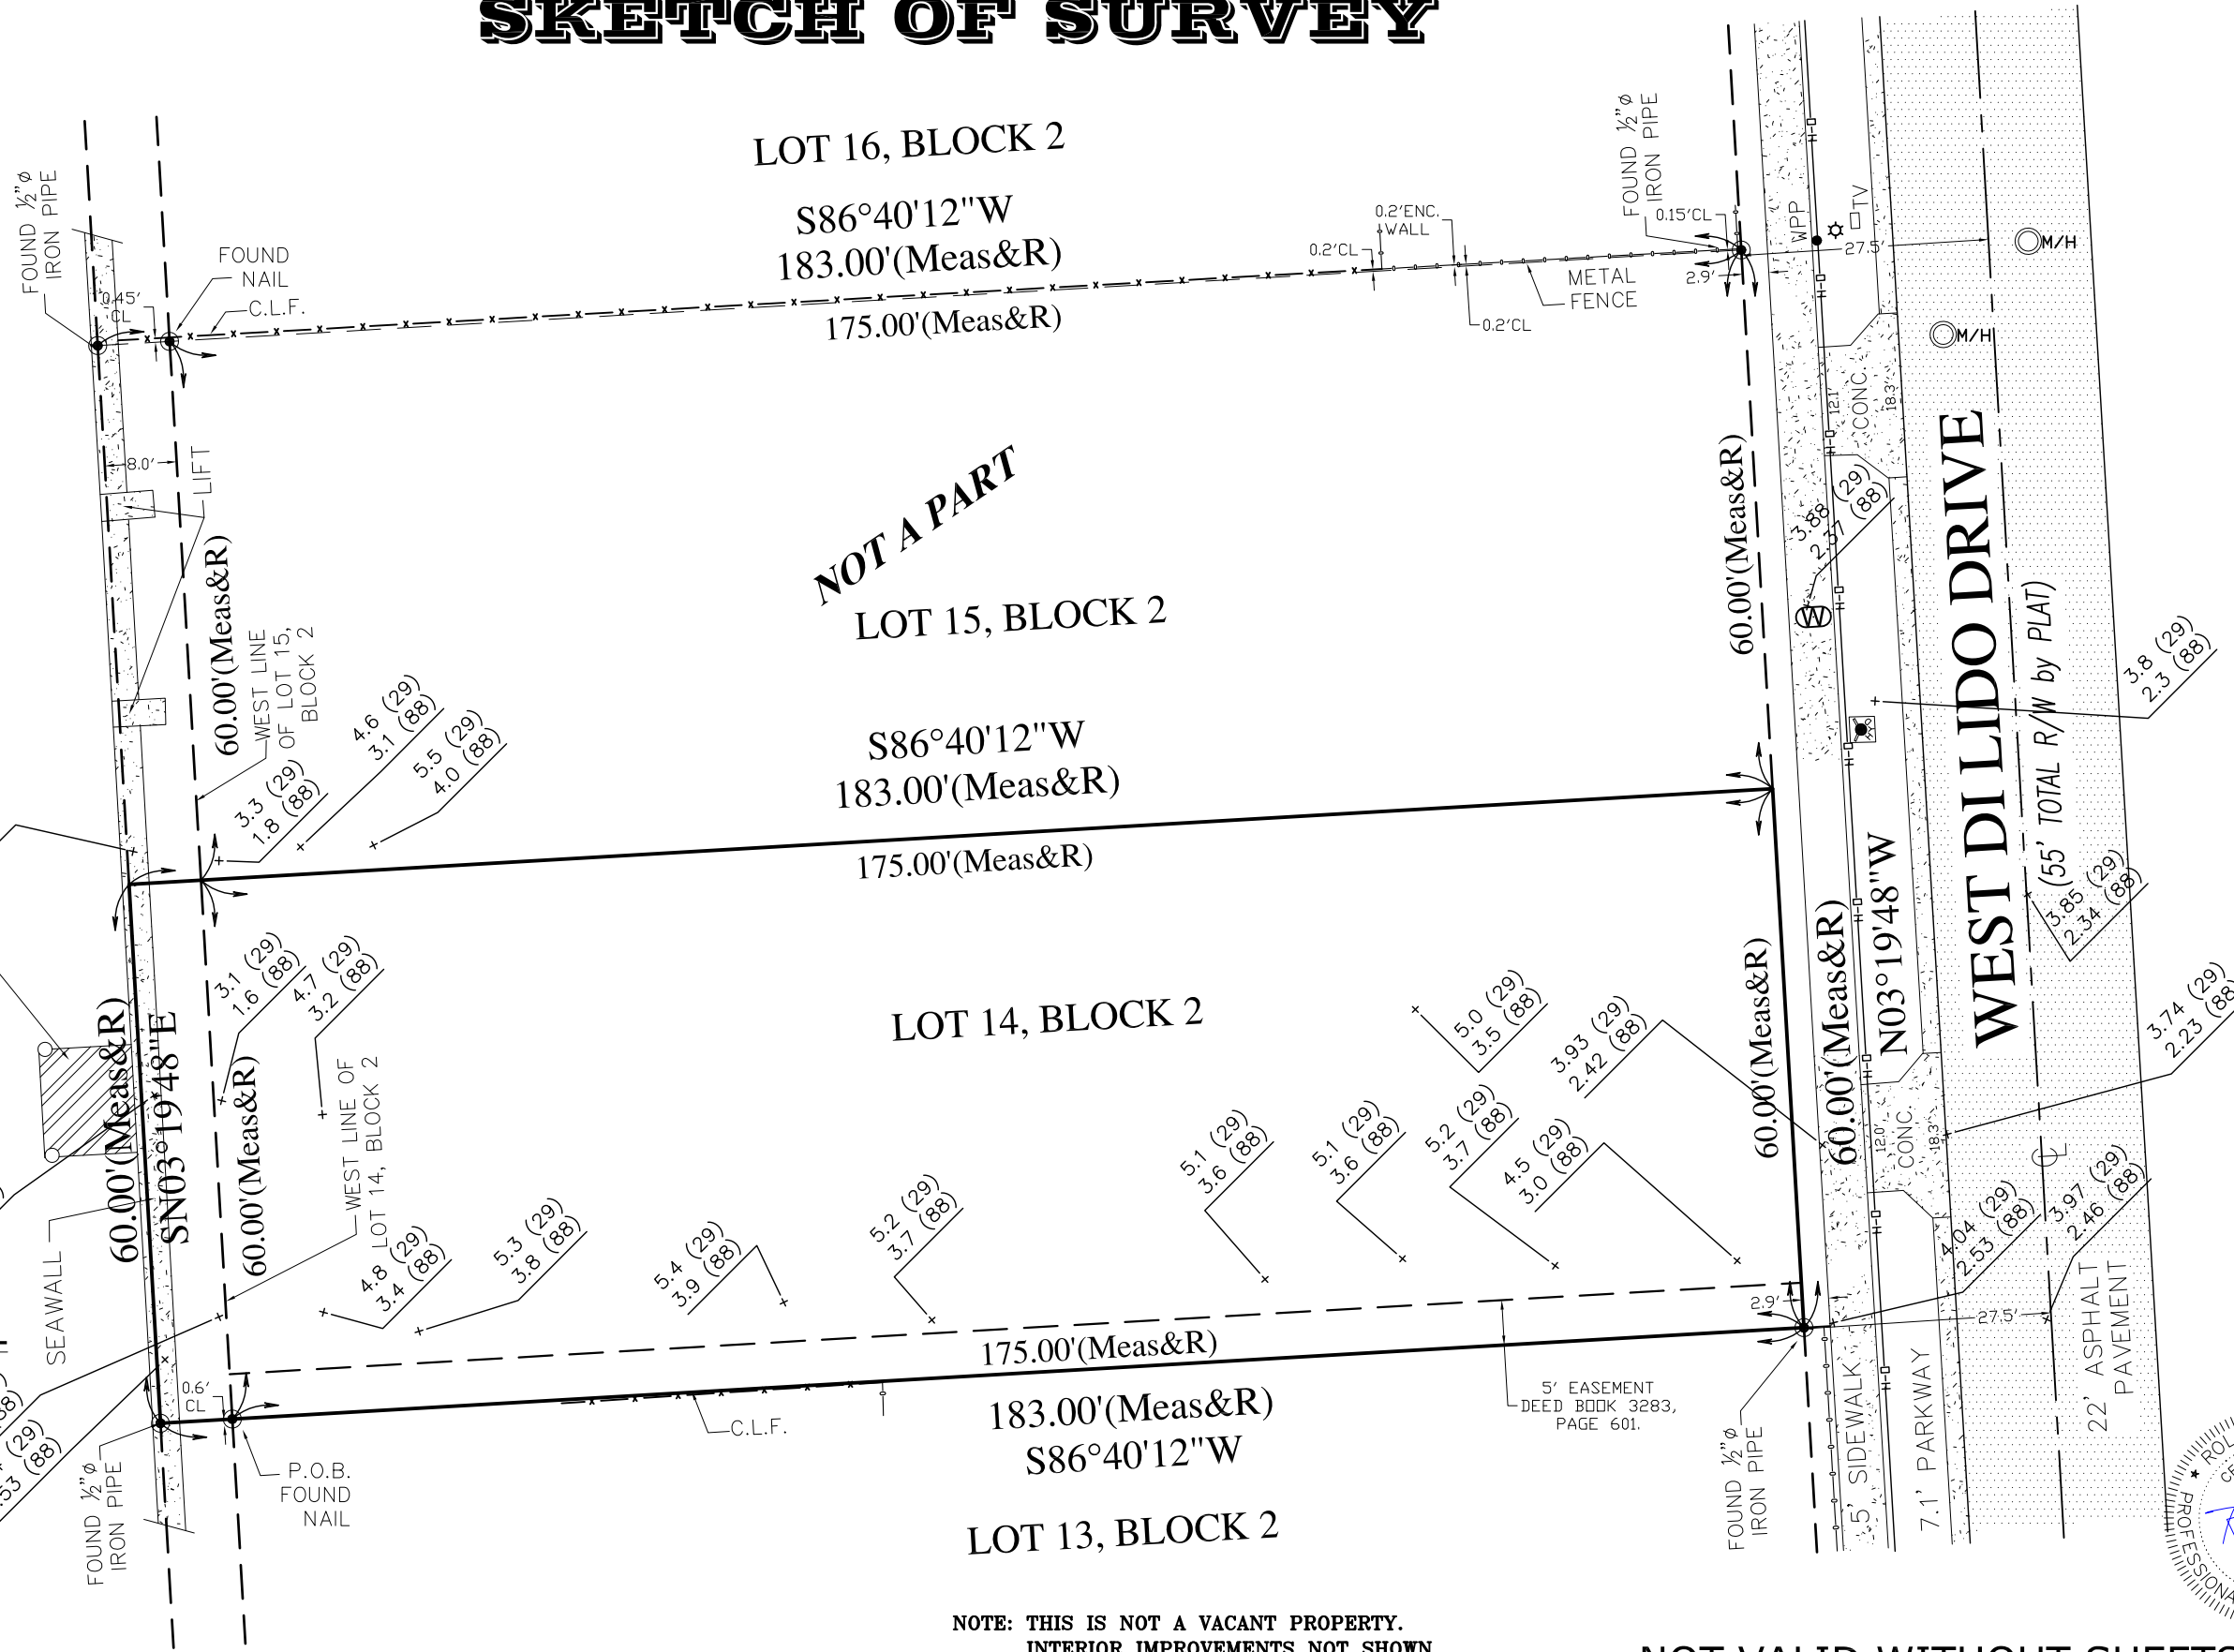 SKETCH OF SURVEY
LOT 16, BLOCK 2
S86°40'12"W
183.00'(Meas&R)
175.00'(Meas&R)
FOUND ½"ø
IRON PIPE
FOUND
NAIL
C.L.F.
0.45'
CL
8.0'
LIFT
0.2'CL
0.2'ENC.
WALL
0.2'CL
METAL
FENCE
FOUND ½"ø
IRON PIPE
0.15'CL
2.9'
WPP
TV
27.5'
M/H
M/H
12.1'
CONC.
18.3'
60.00'(Meas&R)
WEST LINE
OF LOT 15,
BLOCK 2
NOT A PART
LOT 15, BLOCK 2
60.00'(Meas&R)
3.88 (29)
2.37 (88)
W
WEST DI LIDO DRIVE
(55' TOTAL R/W by PLAT)
3.8 (29)
2.3 (88)
4.6 (29)
3.1 (88)
5.5 (29)
4.0 (88)
3.3 (29)
1.8 (88)
S86°40'12"W
183.00'(Meas&R)
175.00'(Meas&R)
3.85 (29)
2.34 (88)
3.1 (29)
1.6 (88)
4.7 (29)
3.2 (88)
60.00'(Meas&R)
SN03°19'48"E
60.00'(Meas&R)
WEST LINE OF
LOT 14, BLOCK 2
LOT 14, BLOCK 2
5.0 (29)
3.5 (88)
3.93 (29)
2.42 (88)
60.00'(Meas&R)
60.00'(Meas&R)
N03°19'48"W
3.74 (29)
2.23 (88)
12.0'
CONC.
18.3'
SEAWALL
4.8 (29)
3.4 (88)
5.3 (29)
3.8 (88)
5.4 (29)
3.9 (88)
5.2 (29)
3.7 (88)
5.1 (29)
3.6 (88)
5.1 (29)
3.6 (88)
5.2 (29)
3.7 (88)
4.5 (29)
3.0 (88)
4.04 (29)
2.53 (88)
3.97 (29)
2.46 (88)
2.9'
27.5'
175.00'(Meas&R)
183.00'(Meas&R)
S86°40'12"W
5' EASEMENT
DEED BOOK 3283,
PAGE 601.
C.L.F.
0.6'
CL
P.O.B.
FOUND
NAIL
FOUND ½"ø
IRON PIPE
(29)
.53 (88)
LOT 13, BLOCK 2
FOUND ½"ø
IRON PIPE
5' SIDEWALK
7.1' PARKWAY
22' ASPHALT
PAVEMENT
NOTE: THIS IS NOT A VACANT PROPERTY.
INTERIOR IMPROVEMENTS NOT SHOWN
NOT VALID WITHOUT SHEETS